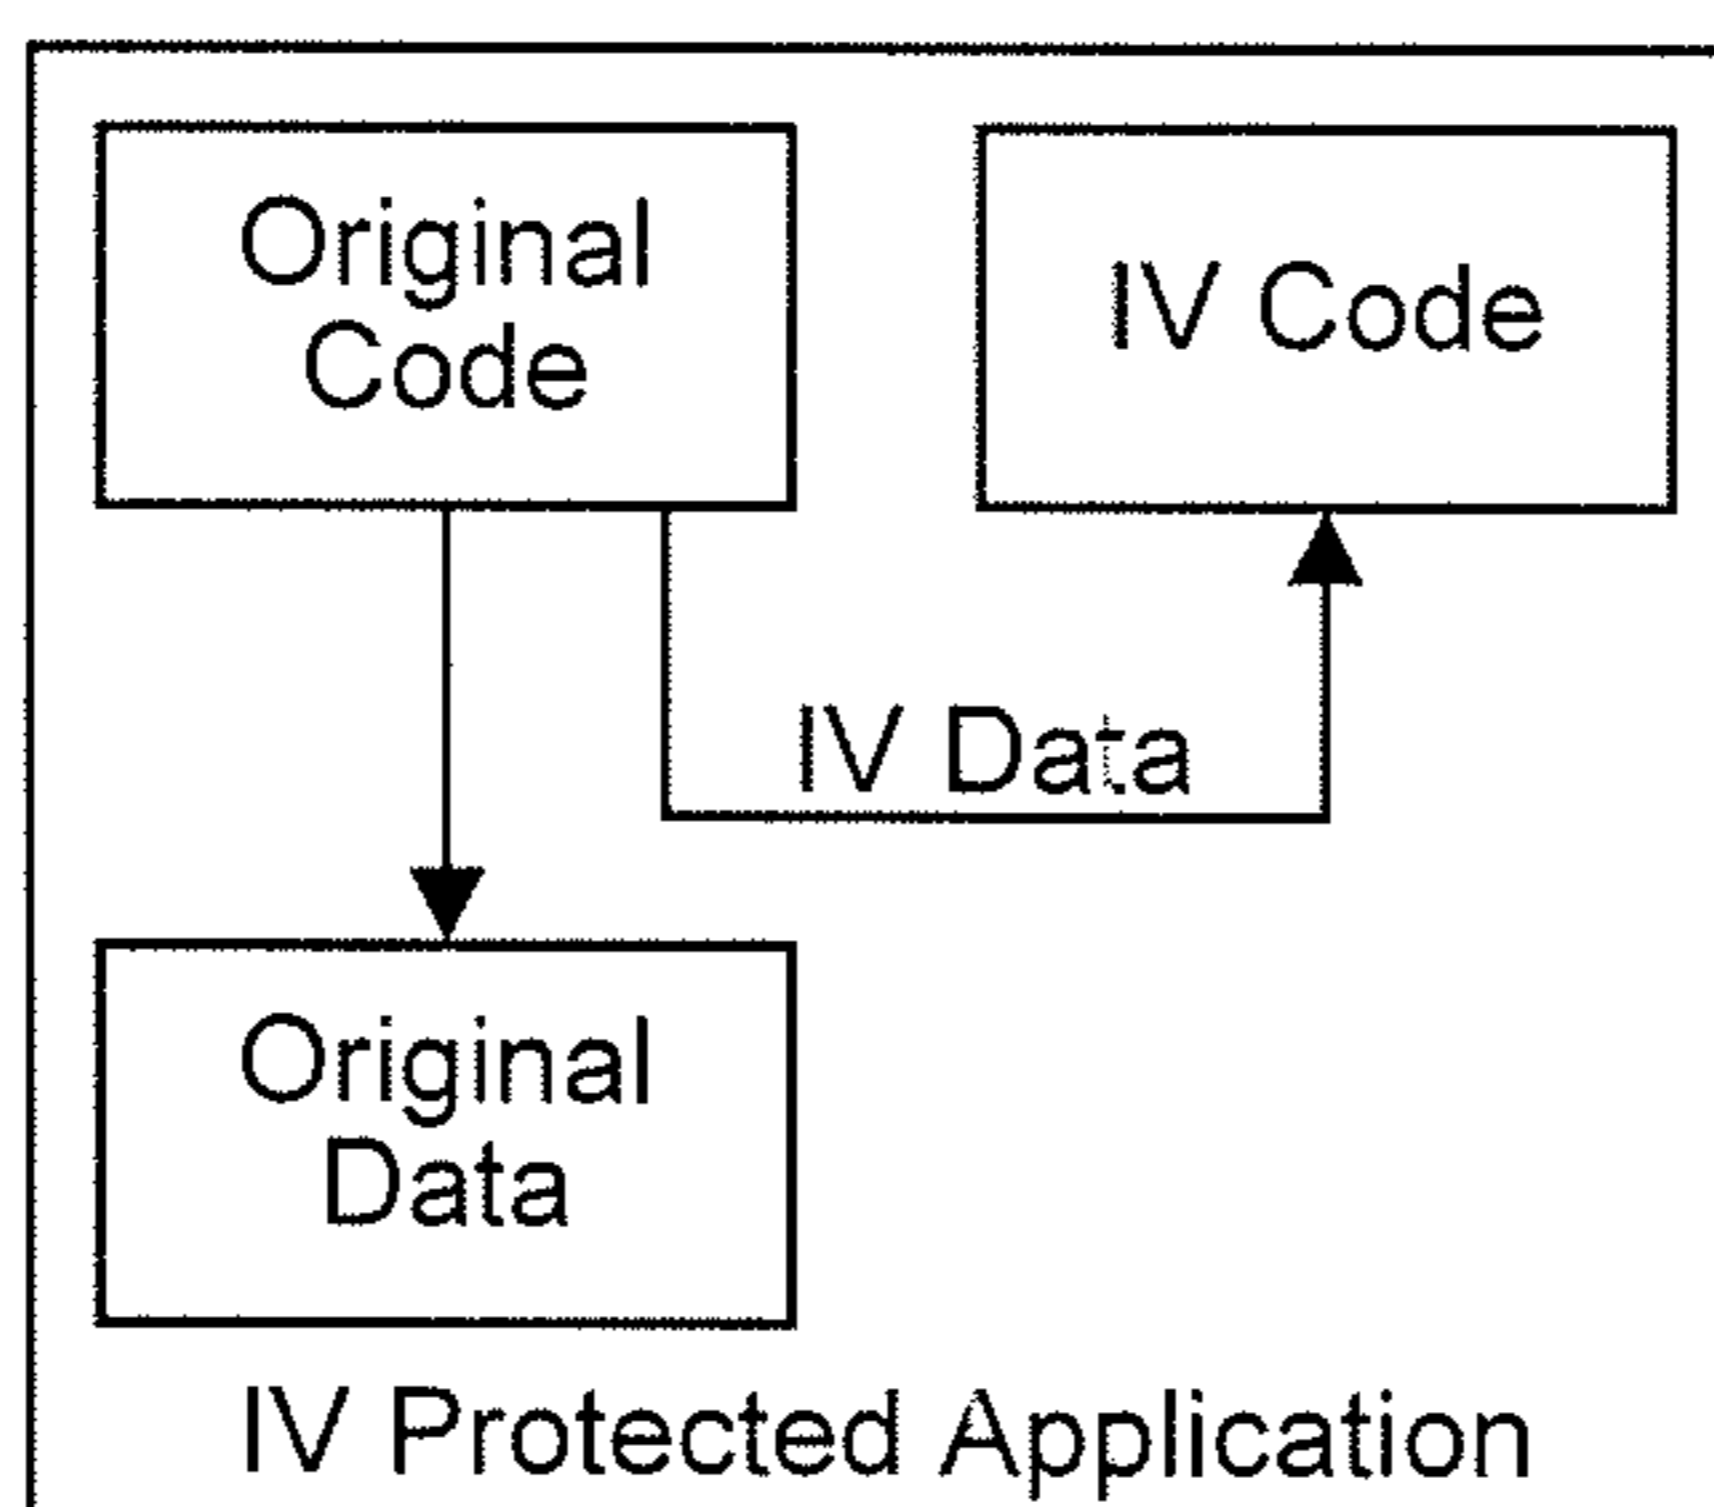 Original
Code
IV Code
IV Data
Original
Data
IV Protected Application